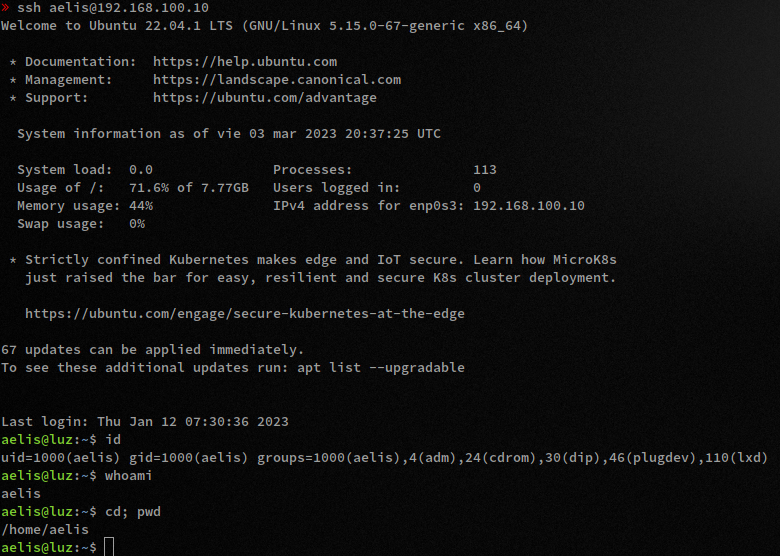 » ssh aelis@192.168.100.10
Welcome to Ubuntu 22.04.1 LTS (GNU/Linux 5.15.0-67-generic x86_64)
* Documentation:  https://help.ubuntu.com
* Management:     https://landscape.canonical.com
* Support:        https://ubuntu.com/advantage
System information as of vie 03 mar 2023 20:37:25 UTC
System load:  0.0               Processes:               113
Usage of /:   71.6% of 7.77GB   Users logged in:         0
Memory usage: 44%               IPv4 address for enp0s3: 192.168.100.10
Swap usage:   0%
* Strictly confined Kubernetes makes edge and IoT secure. Learn how MicroK8s
just raised the bar for easy, resilient and secure K8s cluster deployment.
https://ubuntu.com/engage/secure-kubernetes-at-the-edge
67 updates can be applied immediately.
To see these additional updates run: apt list --upgradable
Last login: Thu Jan 12 07:30:36 2023
aelis@luz:~$ id
uid=1000(aelis) gid=1000(aelis) groups=1000(aelis),4(adm),24(cdrom),30(dip),46(plugdev),110(lxd)
aelis@luz:~$ whoami
aelis
aelis@luz:~$ cd; pwd
/home/aelis
aelis@luz:~$